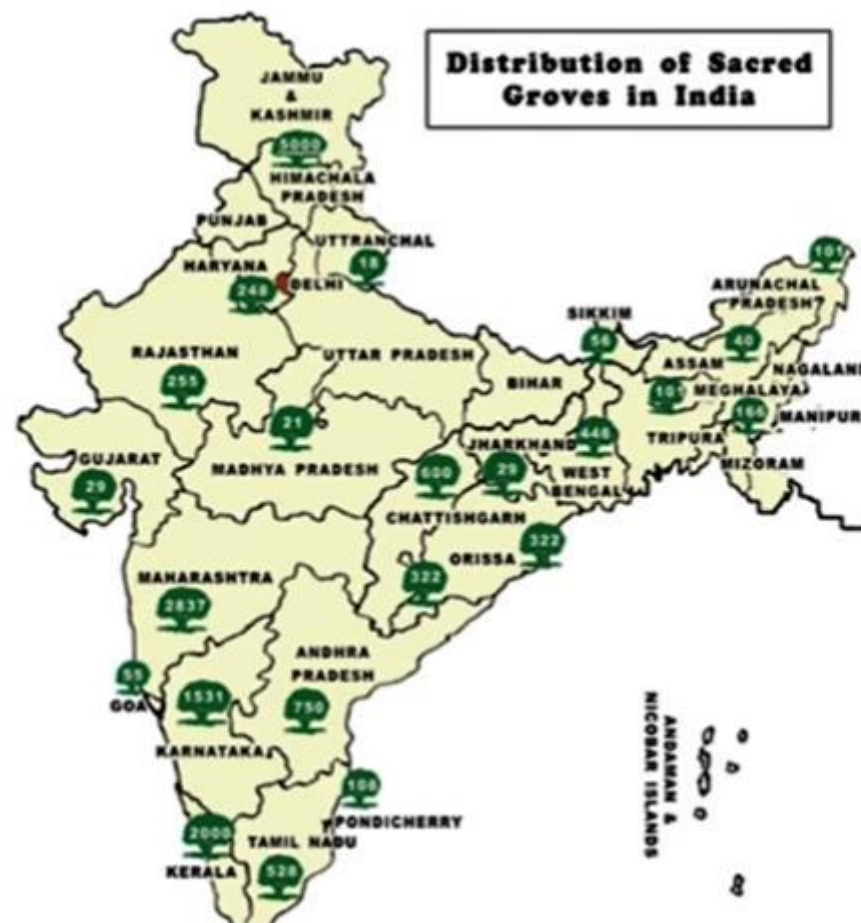 Distribution of Sacred
Groves in India
JAMMU
&
KASHMIR
5000
HIMACHALA
PRADESH
PUNJAB
UTTRANCHAL
18
HARYANA
DELHI
248
101
ARUNACHAL
PRADESH
SIKKIM
56
40
RAJASTHAN
255
UTTAR PRADESH
BIHAR
ASSAM
NAGALAND
101
MEGHALAYA
166
MANIPUR
21
GUJARAT
29
MADHYA PRADESH
JHARKHAND
600
29
WEST
BENGAL
TRIPURA
MIZORAM
CHATTISHGARH
322
ORISSA
322
MAHARASHTRA
2837
ANDHRA
PRADESH
750
55
GOA
1531
KARNATAKA
108
PONDICHERRY
2000
KERALA
TAMIL NADU
528
ANDAMAN &
NICOBAR ISLANDS